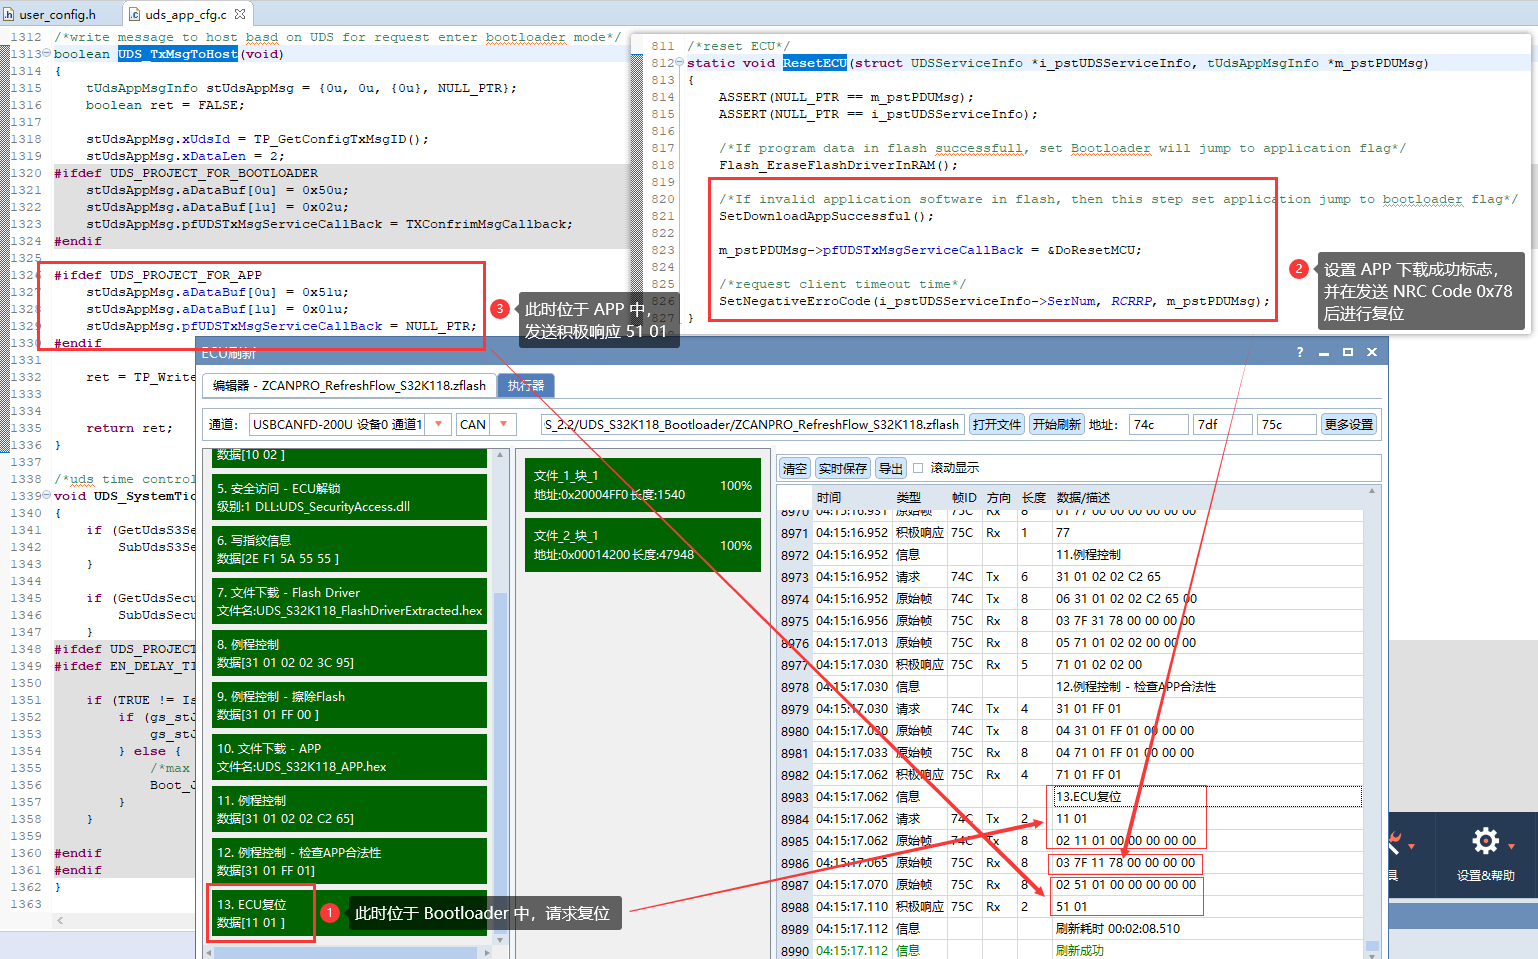 user_config.h
uds_app_cfg.c
1312 /*write message to host basd on UDS for request enter bootloader mode*/
1313 boolean UDS_TxMsgToHost(void)
1314 {
1315 tUdsAppMsgInfo stUdsAppMsg = {0u, 0u, {0u}, NULL_PTR};
1316 boolean ret = FALSE;
1317
1318 stUdsAppMsg.xUdsId = TP_GetConfigTxMsgID();
1319 stUdsAppMsg.xDataLen = 2;
1320 #ifdef UDS_PROJECT_FOR_BOOTLOADER
1321 stUdsAppMsg.aDataBuf[0u] = 0x50u;
1322 stUdsAppMsg.aDataBuf[1u] = 0x02u;
1323 stUdsAppMsg.pfUDSTxMsgServiceCallBack = TXConfrimMsgCallback;
1324 #endif
1325
1326 #ifdef UDS_PROJECT_FOR_APP
1327 stUdsAppMsg.aDataBuf[0u] = 0x51u;
1328 stUdsAppMsg.aDataBuf[1u] = 0x01u;
1329 stUdsAppMsg.pfUDSTxMsgServiceCallBack = NULL_PTR;
1330 #endif
1331
1332 ret = TP_Write
1333
1334
1335 return ret;
1336 }
1337
1338 /*uds time control
1339 void UDS_SystemTic
1340 {
1341 if (GetUdsS3Se
1342 SubUdsS3Se
1343 }
1344
1345 if (GetUdsSecu
1346 SubUdsSecu
1347 }
1348 #ifdef UDS_PROJECT
1349 #ifdef EN_DELAY_TI
1350
1351 if (TRUE != Is
1352 if (gs_stJ
1353 gs_stJ
1354 } else {
1355 /*max
1356 Boot_J
1357 }
1358 }
1359
1360 #endif
1361 #endif
1362 }
1363
811 /*reset ECU*/
812 static void ResetECU(struct UDSServiceInfo *i_pstUDSServiceInfo, tUdsAppMsgInfo *m_pstPDUMsg)
813 {
814 ASSERT(NULL_PTR == m_pstPDUMsg);
815 ASSERT(NULL_PTR == i_pstUDSServiceInfo);
816
817 /*If program data in flash successfull, set Bootloader will jump to application flag*/
818 Flash_EraseFlashDriverInRAM();
819
820 /*If invalid application software in flash, then this step set application jump to bootloader flag*/
821 SetDownloadAppSuccessful();
822
823 m_pstPDUMsg->pfUDSTxMsgServiceCallBack = &DoResetMCU;
824
825 /*request client timeout time*/
826 SetNegativeErroCode(i_pstUDSServiceInfo->SerNum, RCRRP, m_pstPDUMsg);
827 }
2 设置 APP 下载成功标志，
并在发送 NRC Code 0x78
后进行复位
3 此时位于 APP 中，
发送积极响应 51 01
ECU刷新
?
编辑器 - ZCANPRO_RefreshFlow_S32K118.zflash
执行器
通道: USBCANFD-200U 设备0 通道1 CAN S_2.2/UDS_S32K118_Bootloader/ZCANPRO_RefreshFlow_S32K118.zflash 打开文件 开始刷新 地址: 74c 7df 75c 更多设置
数据[10 02 ]
5. 安全访问 - ECU解锁
级别:1 DLL:UDS_SecurityAccess.dll
6. 写指纹信息
数据[2E F1 5A 55 55 ]
7. 文件下载 - Flash Driver
文件名:UDS_S32K118_FlashDriverExtracted.hex
8. 例程控制
数据[31 01 02 02 3C 95]
9. 例程控制 - 擦除Flash
数据[31 01 FF 00 ]
10. 文件下载 - APP
文件名:UDS_S32K118_APP.hex
11. 例程控制
数据[31 01 02 02 C2 65]
12. 例程控制 - 检查APP合法性
数据[31 01 FF 01]
13. ECU复位
数据[11 01 ]
1 此时位于 Bootloader 中，请求复位
文件_1_块_1
地址:0x20004FF0 长度:1540 100%
文件_2_块_1
地址:0x00014200 长度:47948 100%
清空 实时保存 导出 滚动显示
时间 类型 帧ID 方向 长度 数据/描述
8970 04:15:16.951 原始帧 75C Rx 8 01 77 00 00 00 00 00 00
8971 04:15:16.952 积极响应 75C Rx 1 77
8972 04:15:16.952 信息 11.例程控制
8973 04:15:16.952 请求 74C Tx 6 31 01 02 02 C2 65
8974 04:15:16.952 原始帧 74C Tx 8 06 31 01 02 02 C2 65 00
8975 04:15:16.956 原始帧 75C Rx 8 03 7F 31 78 00 00 00 00
8976 04:15:17.013 原始帧 75C Rx 8 05 71 01 02 02 00 00 00
8977 04:15:17.030 积极响应 75C Rx 5 71 01 02 02 00
8978 04:15:17.030 信息 12.例程控制 - 检查APP合法性
8979 04:15:17.030 请求 74C Tx 4 31 01 FF 01
8980 04:15:17.030 原始帧 74C Tx 8 04 31 01 FF 01 00 00 00
8981 04:15:17.033 原始帧 75C Rx 8 04 71 01 FF 01 00 00 00
8982 04:15:17.062 积极响应 75C Rx 4 71 01 FF 01
8983 04:15:17.062 信息 13.ECU复位
8984 04:15:17.062 请求 74C Tx 2 11 01
8985 04:15:17.062 原始帧 74C Tx 8 02 11 01 00 00 00 00 00
8986 04:15:17.065 原始帧 75C Rx 8 03 7F 11 78 00 00 00 00
8987 04:15:17.070 原始帧 75C Rx 8 02 51 01 00 00 00 00 00
8988 04:15:17.110 积极响应 75C Rx 2 51 01
8989 04:15:17.112 信息 刷新耗时 00:02:08.510
8990 04:15:17.112 信息 刷新成功
具
设置&帮助